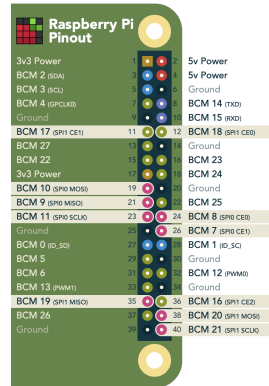 Raspberry Pi
Pinout
3v3 Power 1 2 5v Power
BCM 2 (SDA) 3 4 5v Power
BCM 3 (SCL) 5 6 Ground
BCM 4 (GPCLK0) 7 8 BCM 14 (TXD)
Ground 9 10 BCM 15 (RXD)
BCM 17 (SPI1 CE1) 11 12 BCM 18 (SPI1 CE0)
BCM 27 13 14 Ground
BCM 22 15 16 BCM 23
3v3 Power 17 18 BCM 24
BCM 10 (SPI0 MOSI) 19 20 Ground
BCM 9 (SPI0 MISO) 21 22 BCM 25
BCM 11 (SPI0 SCLK) 23 24 BCM 8 (SPI0 CE0)
Ground 25 26 BCM 7 (SPI0 CE1)
BCM 0 (ID_SD) 27 28 BCM 1 (ID_SC)
BCM 5 29 30 Ground
BCM 6 31 32 BCM 12 (PWM0)
BCM 13 (PWM1) 33 34 Ground
BCM 19 (SPI1 MISO) 35 36 BCM 16 (SPI1 CE2)
BCM 26 37 38 BCM 20 (SPI1 MOSI)
Ground 39 40 BCM 21 (SPI1 SCLK)